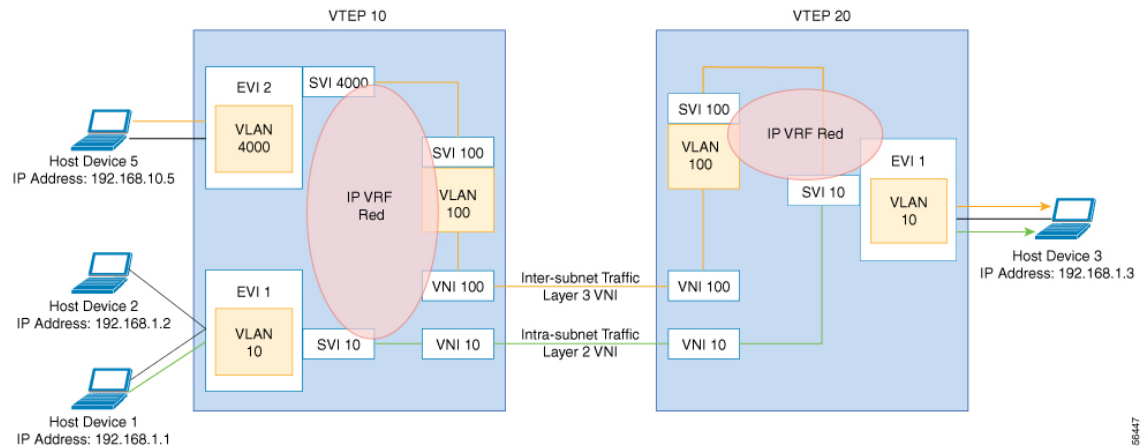 VTEP 10
VTEP 20
EVI 2
SVI 4000
VLAN
4000
Host Device 5
IP Address: 192.168.10.5
SVI 100
VLAN
100
IP VRF
Red
SVI 100
VLAN
100
IP VRF Red
EVI 1
SVI 10
VLAN
10
Host Device 3
IP Address: 192.168.1.3
Host Device 2
IP Address: 192.168.1.2
EVI 1
VLAN
10
SVI 10
VNI 100
Inter-subnet Traffic
Layer 3 VNI
VNI 100
VNI 10
Intra-subnet Traffic
Layer 2 VNI
VNI 10
Host Device 1
IP Address: 192.168.1.1
56447